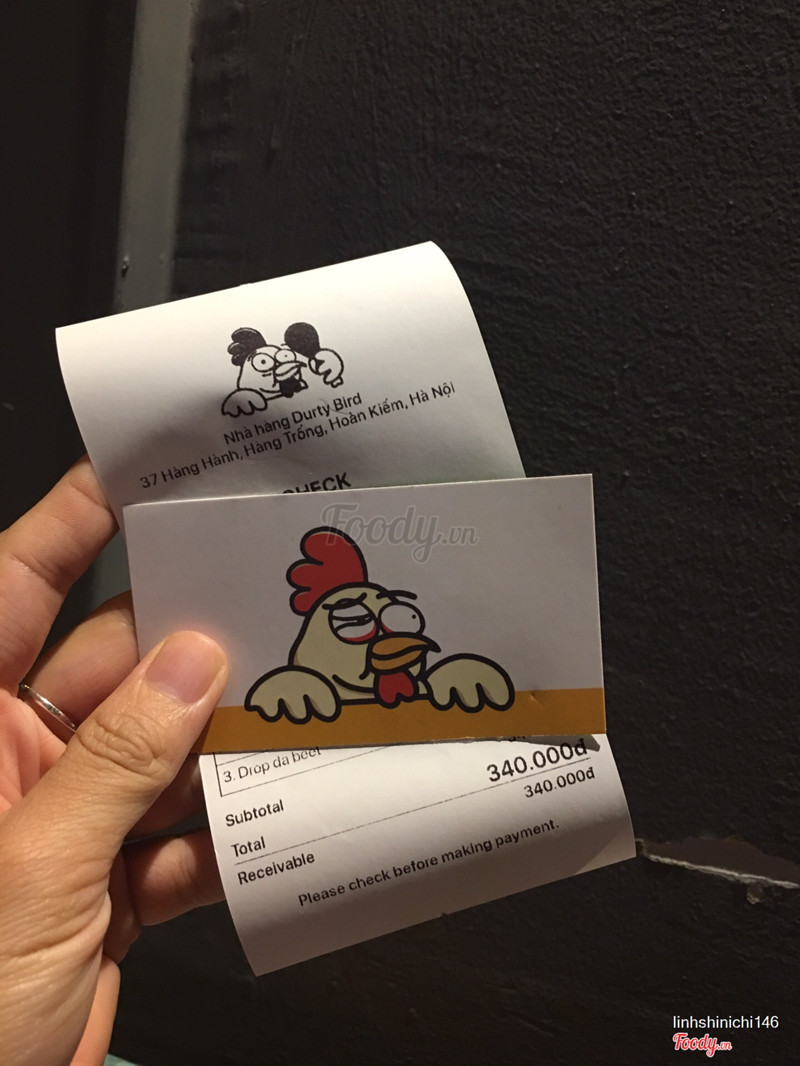 Nhà hàng Durty Bird
37 Hàng Hành, Hàng Trống, Hoàn Kiếm, Hà Nội
CHECK
Foody.vn
3. Drop da beet
Subtotal
340.000đ
Total
340.000đ
Receivable
Please check before making payment.
linhshinichi146
Foody.vn